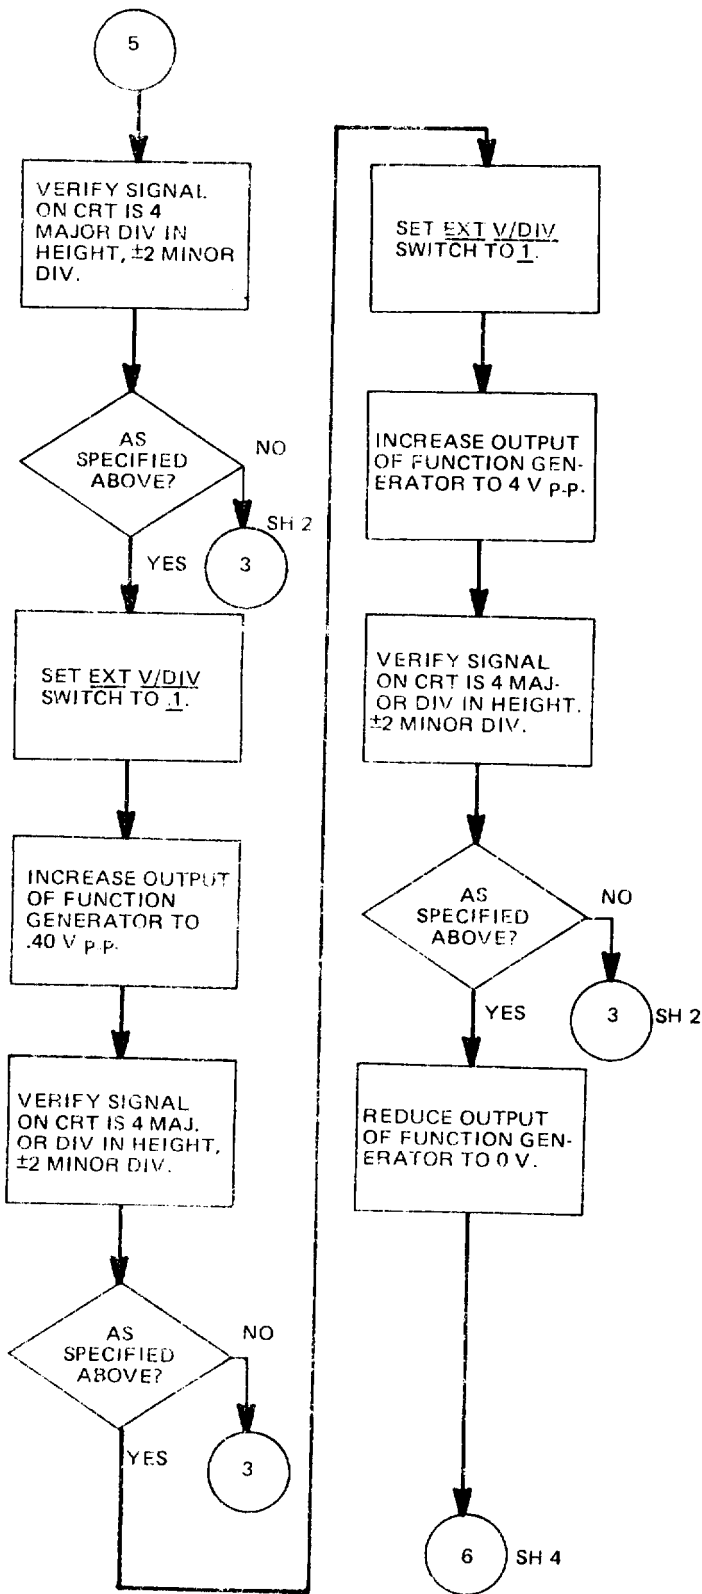 5
VERIFY SIGNAL
ON CRT IS 4
MAJOR DIV IN
HEIGHT, ±2 MINOR
DIV.
AS
SPECIFIED
ABOVE?
NO
SH 2
3
YES
SET EXT V/DIV
SWITCH TO .1.
INCREASE OUTPUT
OF FUNCTION
GENERATOR TO
.40 V p-p.
VERIFY SIGNAL
ON CRT IS 4 MAJ-
OR DIV IN HEIGHT,
±2 MINOR DIV.
AS
SPECIFIED
ABOVE?
NO
3
YES
SET EXT V/DIV
SWITCH TO 1.
INCREASE OUTPUT
OF FUNCTION GEN-
ERATOR TO 4 V p-p.
VERIFY SIGNAL
ON CRT IS 4 MAJ-
OR DIV IN HEIGHT.
±2 MINOR DIV.
AS
SPECIFIED
ABOVE?
NO
3 SH 2
YES
REDUCE OUTPUT
OF FUNCTION GEN-
ERATOR TO 0 V.
6 SH 4